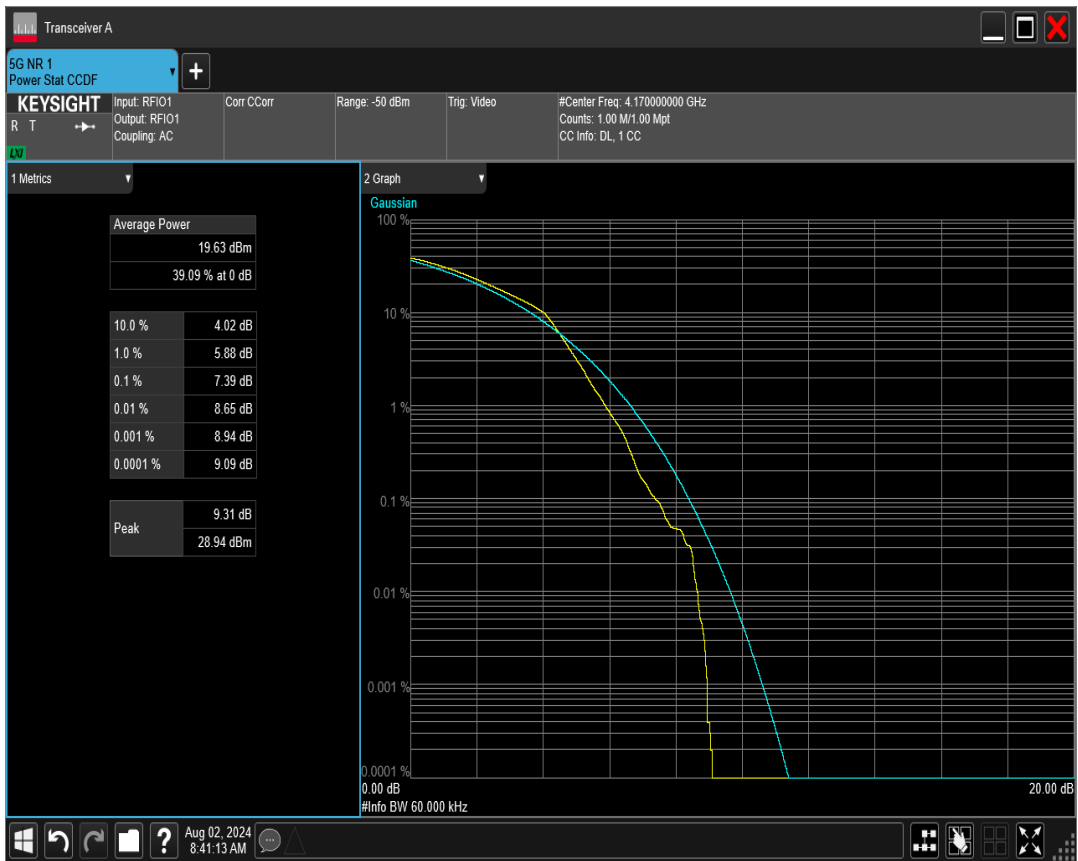 Transceiver A
5G NR 1
Power Stat CCDF
KEYSIGHT
R T
LXI
Input: RFIO1
Output: RFIO1
Coupling: AC
Corr CCorr
Range: -50 dBm
Trig: Video
#Center Freq: 4.170000000 GHz
Counts: 1.00 M/1.00 Mpt
CC Info: DL, 1 CC
1 Metrics
Average Power
19.63 dBm
39.09 % at 0 dB
10.0 % 4.02 dB
1.0 % 5.88 dB
0.1 % 7.39 dB
0.01 % 8.65 dB
0.001 % 8.94 dB
0.0001 % 9.09 dB
Peak
9.31 dB
28.94 dBm
2 Graph
Gaussian
100 %
10 %
1 %
0.1 %
0.01 %
0.001 %
0.0001 %
0.00 dB 20.00 dB
#Info BW 60.000 kHz
?
Aug 02, 2024
8:41:13 AM